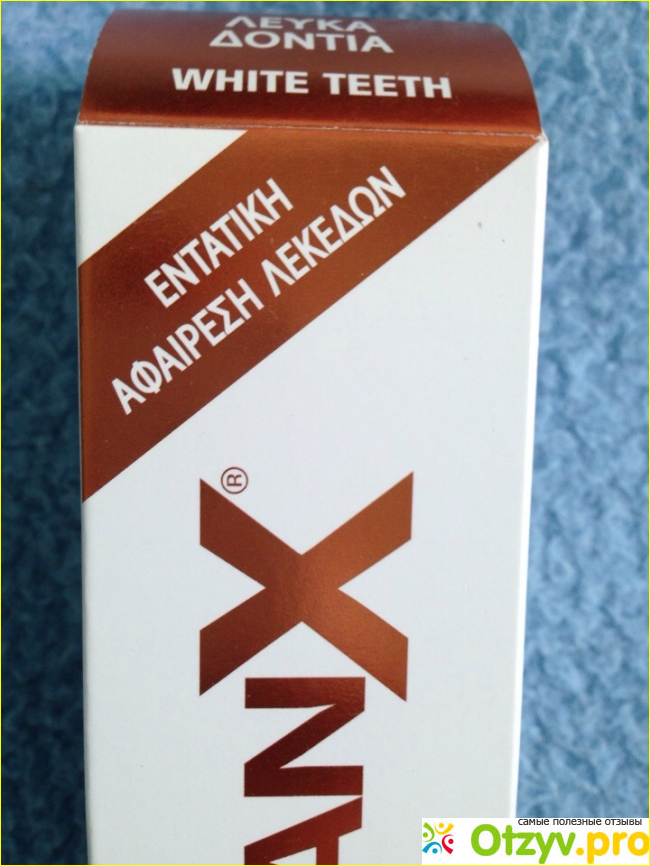 ΛΕΥΚΑ
ΔΟΝΤΙΑ
WHITE TEETH
ΕΝΤΑΤΙΚΗ
ΑΦΑΙΡΕΣΗ ΛΕΚΕΔΩΝ
ANX®
самые полезные отзывы
Otzyv.pro